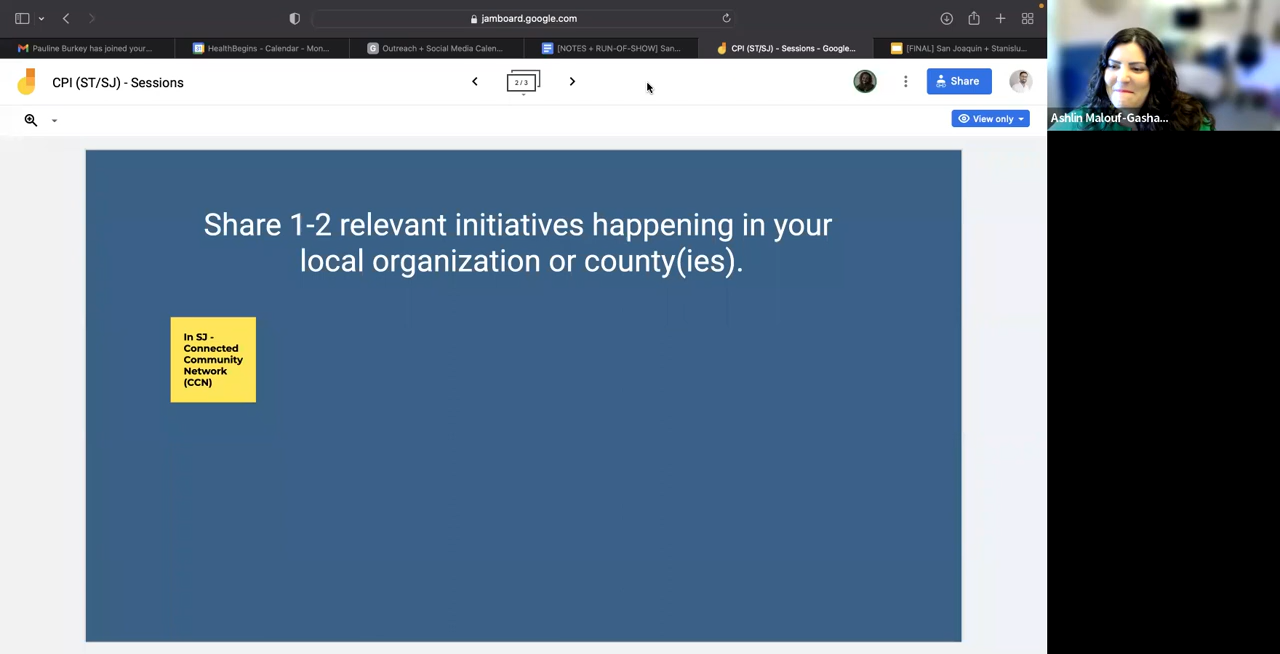 jamboard.google.com
Pauline Burkey has joined your...
HealthBegins - Calendar - Mon...
Outreach + Social Media Calen...
[NOTES + RUN-OF-SHOW] San...
CPI (ST/SJ) - Sessions - Google...
[FINAL] San Joaquin + Stanislu...
CPI (ST/SJ) - Sessions
2 / 3
Share
View only
Ashlin Malouf-Gasha...
Share 1-2 relevant initiatives happening in your
local organization or county(ies).
In SJ -
Connected
Community
Network
(CCN)